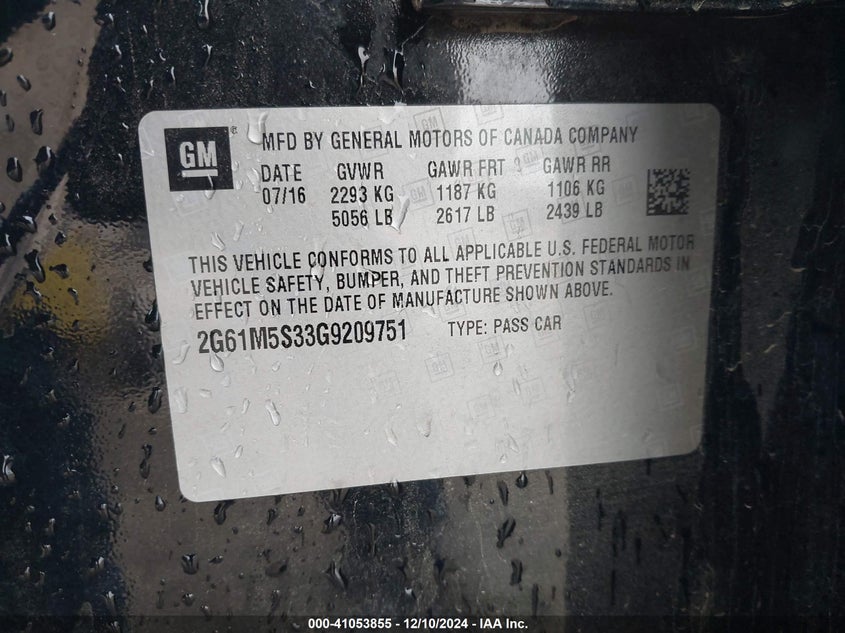 GM ®
MFD BY GENERAL MOTORS OF CANADA COMPANY
DATE GVWR GAWR FRT GAWR RR
07/16 2293 KG 1187 KG 1106 KG
5056 LB 2617 LB 2439 LB
THIS VEHICLE CONFORMS TO ALL APPLICABLE U.S. FEDERAL MOTOR
VEHICLE SAFETY, BUMPER, AND THEFT PREVENTION STANDARDS IN
EFFECT ON THE DATE OF MANUFACTURE SHOWN ABOVE.
2G61M5S33G9209751 TYPE: PASS CAR
000-41053855 - 12/10/2024 - IAA Inc.